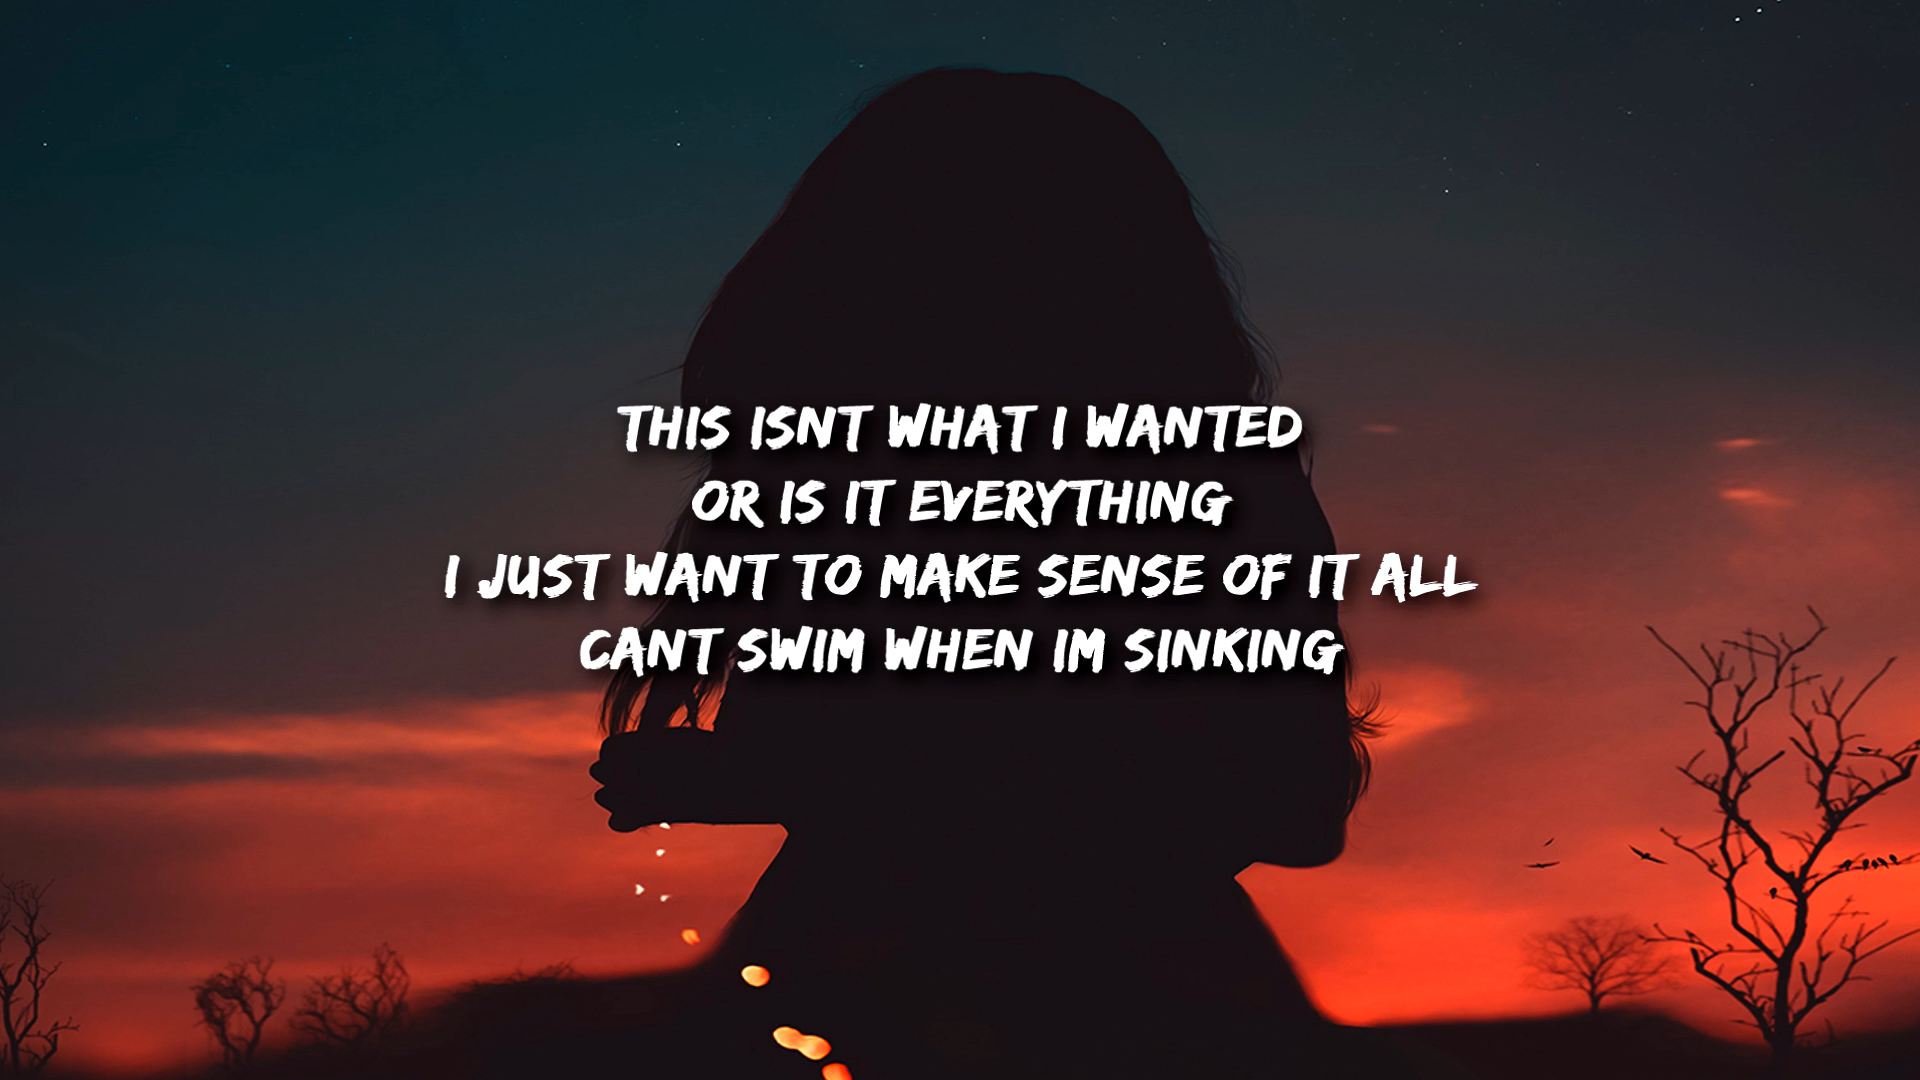 THIS ISNT WHAT I WANTED
OR IS IT EVERYTHING
I JUST WANT TO MAKE SENSE OF IT ALL
CANT SWIM WHEN IM SINKING